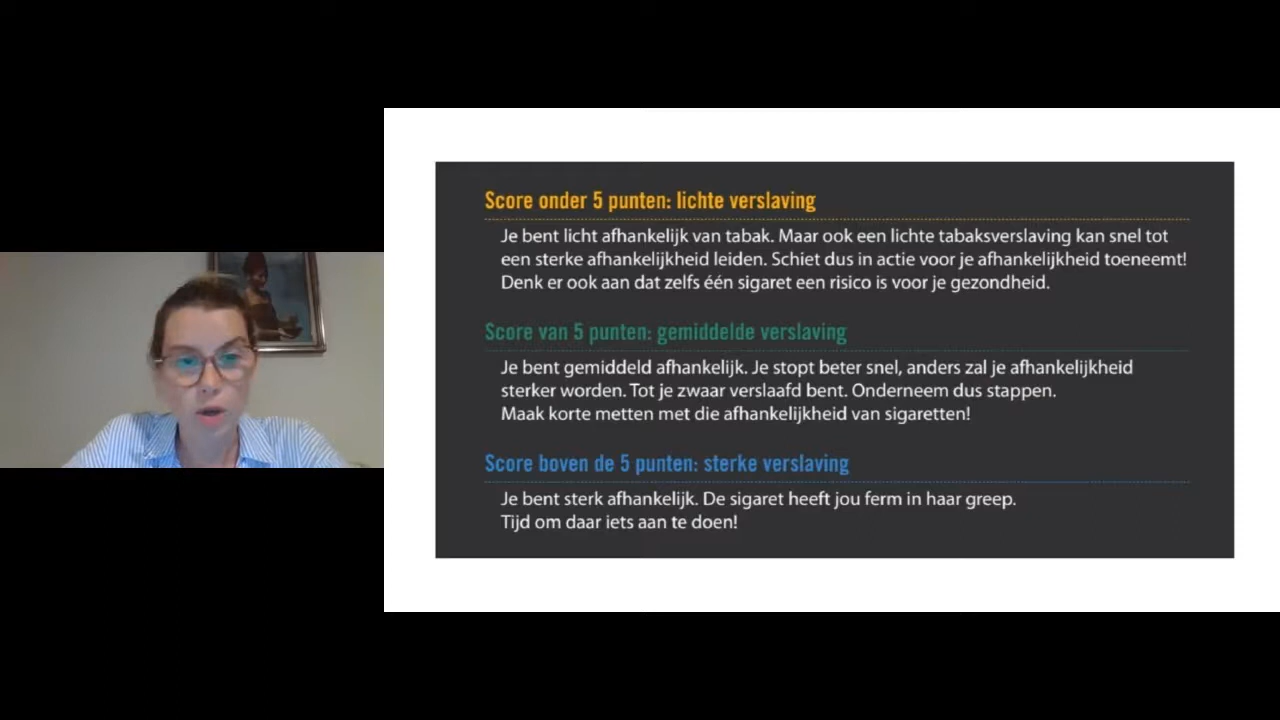 Score onder 5 punten: lichte verslaving
Je bent licht afhankelijk van tabak. Maar ook een lichte tabaksverslaving kan snel tot
een sterke afhankelijkheid leiden. Schiet dus in actie voor je afhankelijkheid toeneemt!
Denk er ook aan dat zelfs één sigaret een risico is voor je gezondheid.
Score van 5 punten: gemiddelde verslaving
Je bent gemiddeld afhankelijk. Je stopt beter snel, anders zal je afhankelijkheid
sterker worden. Tot je zwaar verslaafd bent. Onderneem dus stappen.
Maak korte metten met die afhankelijkheid van sigaretten!
Score boven de 5 punten: sterke verslaving
Je bent sterk afhankelijk. De sigaret heeft jou ferm in haar greep.
Tijd om daar iets aan te doen!